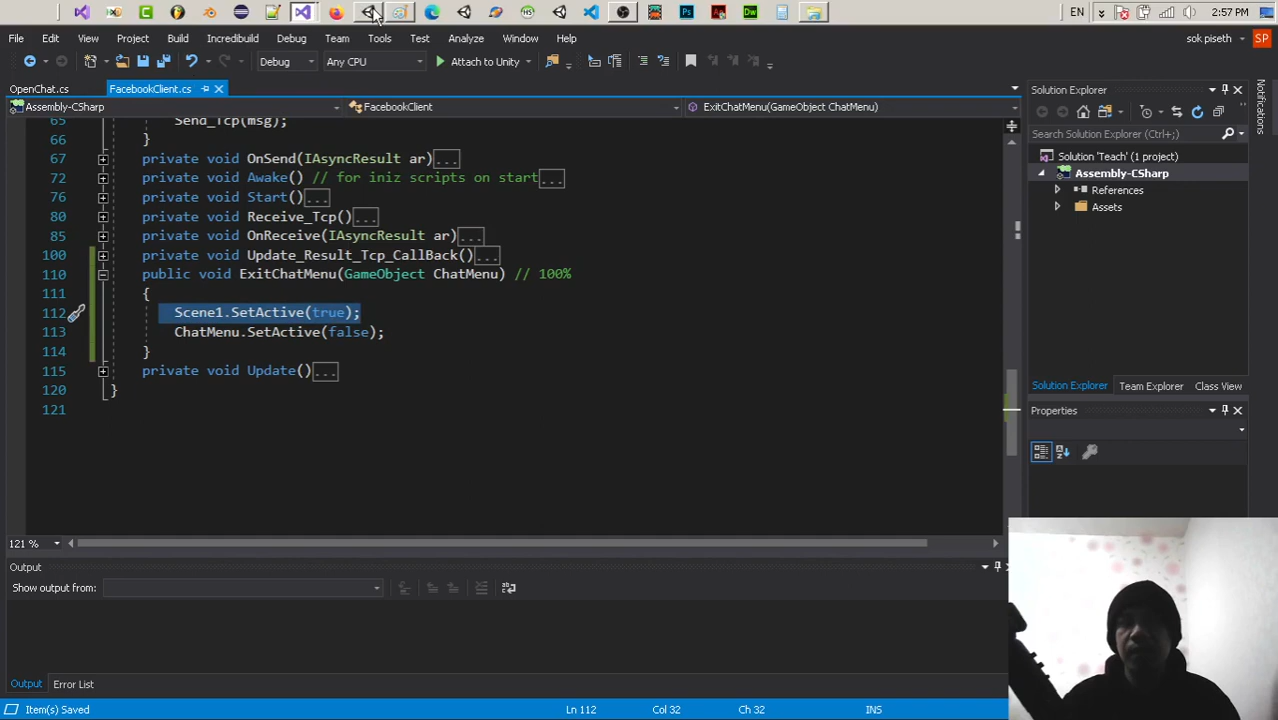 EN
2:57 PM
File Edit View Project Build Incredibuild Debug Team Tools Test Analyze Window Help
sok piseth
SP
Debug
Any CPU
Attach to Unity
OpenChat.cs
FacebookClient.cs
Assembly-CSharp
FacebookClient
ExitChatMenu(GameObject ChatMenu)
65 Send_Tcp(msg);
66 }
67 private void OnSend(IAsyncResult ar)...
72 private void Awake() // for iniz scripts on start...
76 private void Start()...
80 private void Receive_Tcp()...
85 private void OnReceive(IAsyncResult ar)...
100 private void Update_Result_Tcp_CallBack()...
110 public void ExitChatMenu(GameObject ChatMenu) // 100%
111 {
112 Scene1.SetActive(true);
113 ChatMenu.SetActive(false);
114 }
115 private void Update()...
120 }
121
121 %
Solution Explorer
Search Solution Explorer (Ctrl+;)
Solution 'Teach' (1 project)
Assembly-CSharp
References
Assets
Solution Explorer Team Explorer Class View
Properties
Notifications
Output
Show output from:
Output Error List
Item(s) Saved
Ln 112
Col 32
Ch 32
INS